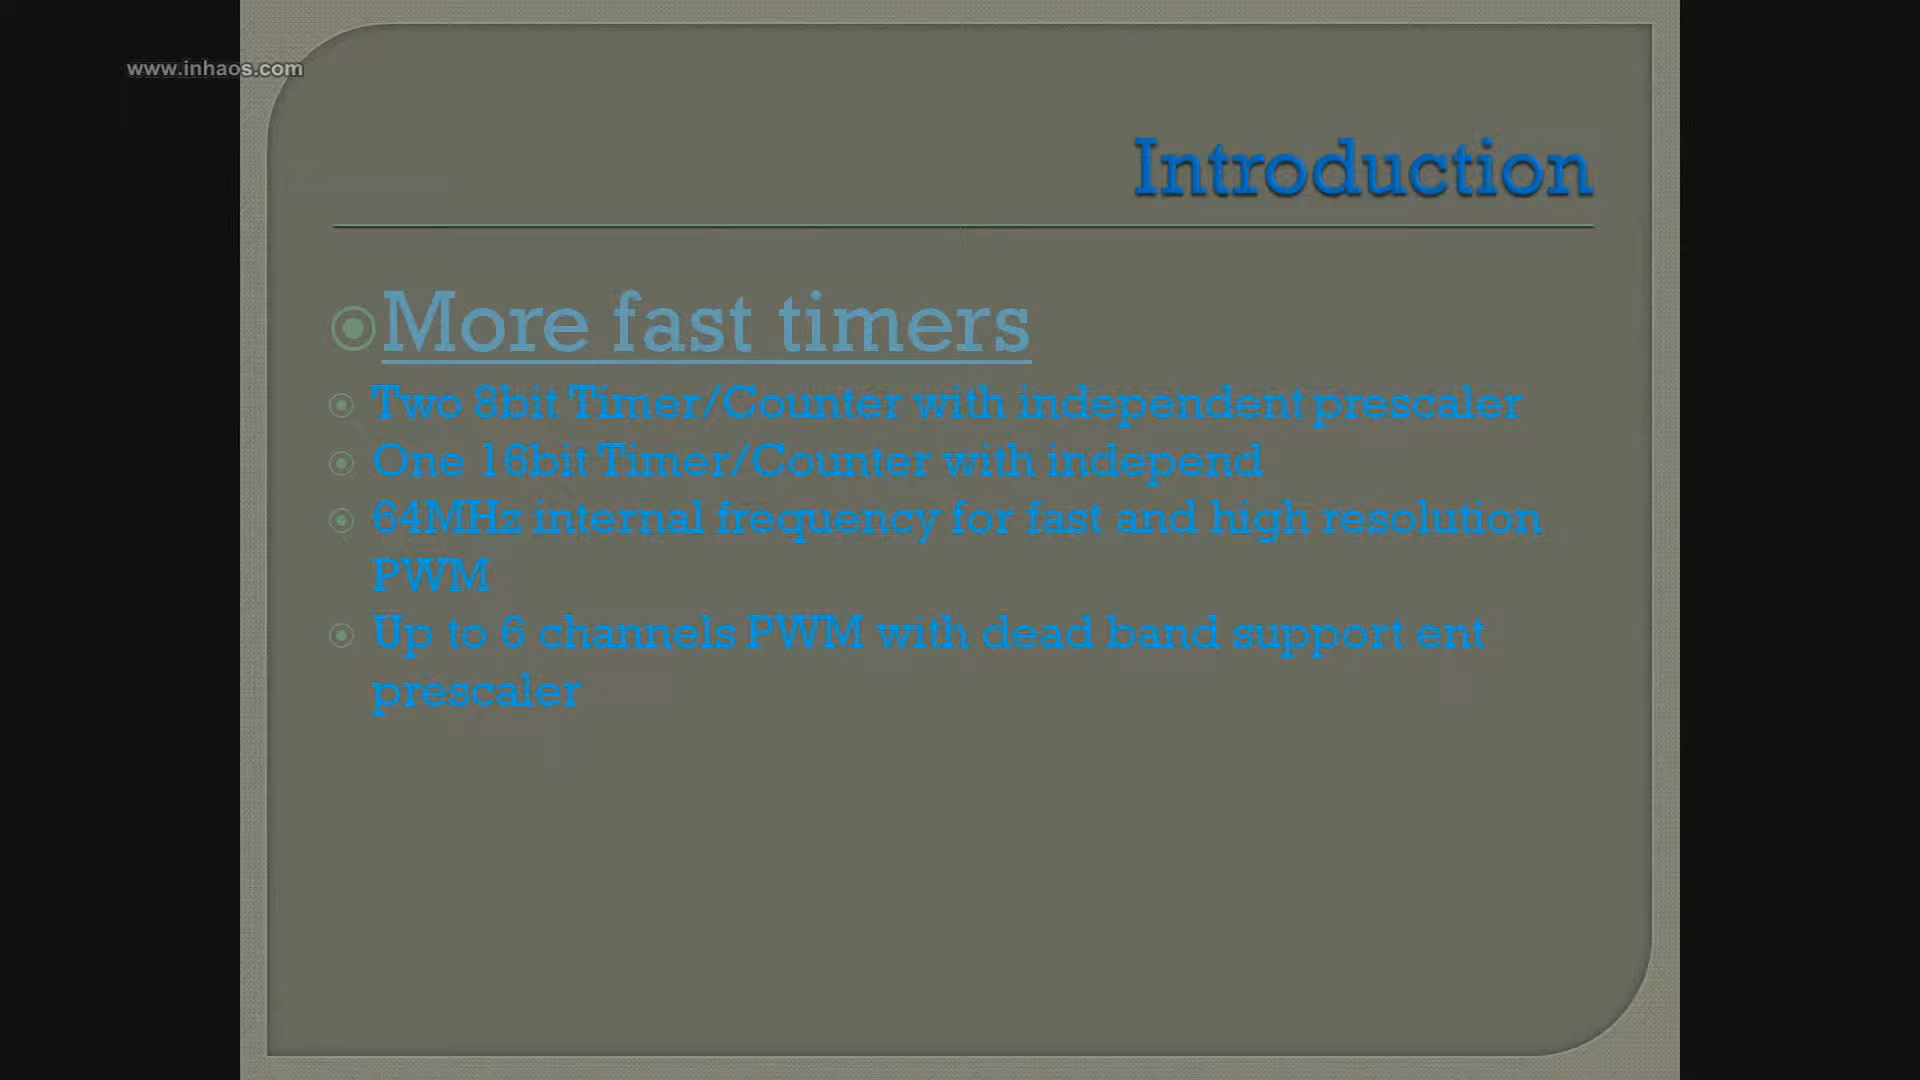 www.inhaos.com
Introduction
More fast timers
Two 8bit Timer/Counter with independent prescaler
One 16bit Timer/Counter with independ
64MHz internal frequency for fast and high resolution
PWM
Up to 6 channels PWM with dead band support ent
prescaler